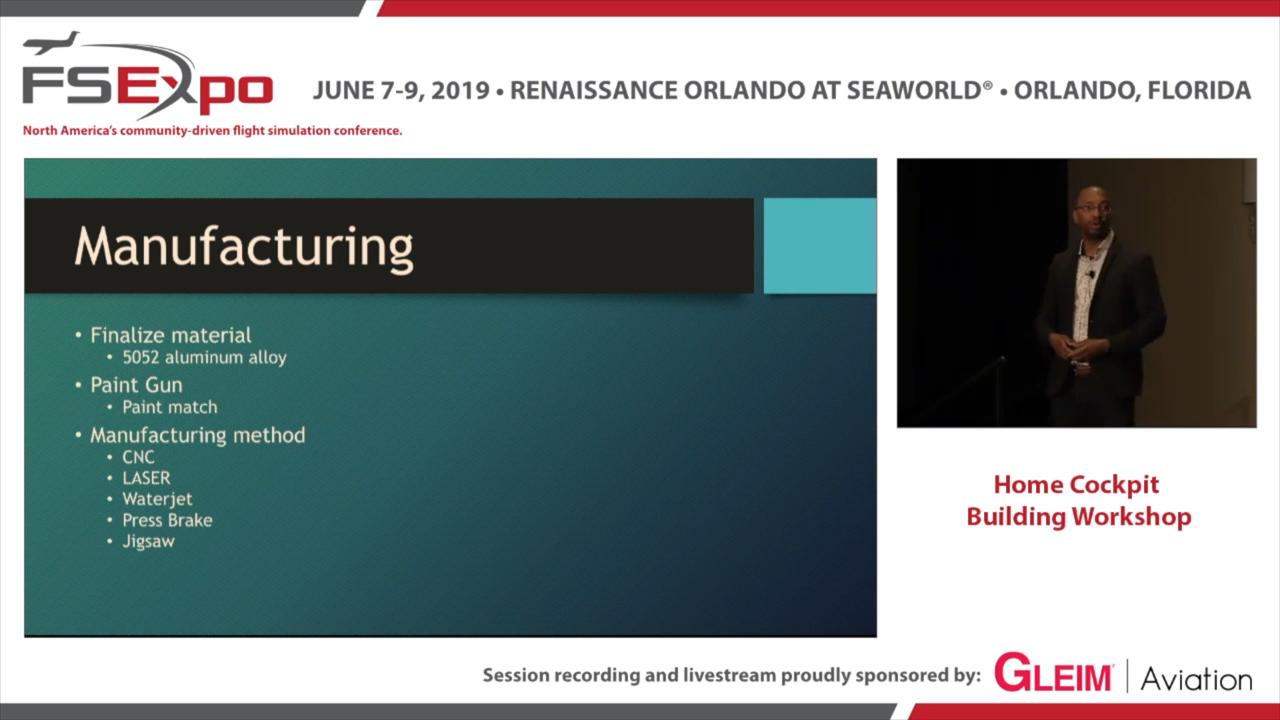 FSExpo
JUNE 7-9, 2019 • RENAISSANCE ORLANDO AT SEAWORLD® • ORLANDO, FLORIDA
North America's community-driven flight simulation conference.
Manufacturing
• Finalize material
• 5052 aluminum alloy
• Paint Gun
• Paint match
• Manufacturing method
• CNC
• LASER
• Waterjet
• Press Brake
• Jigsaw
Home Cockpit
Building Workshop
Session recording and livestream proudly sponsored by:
GLEIM | Aviation